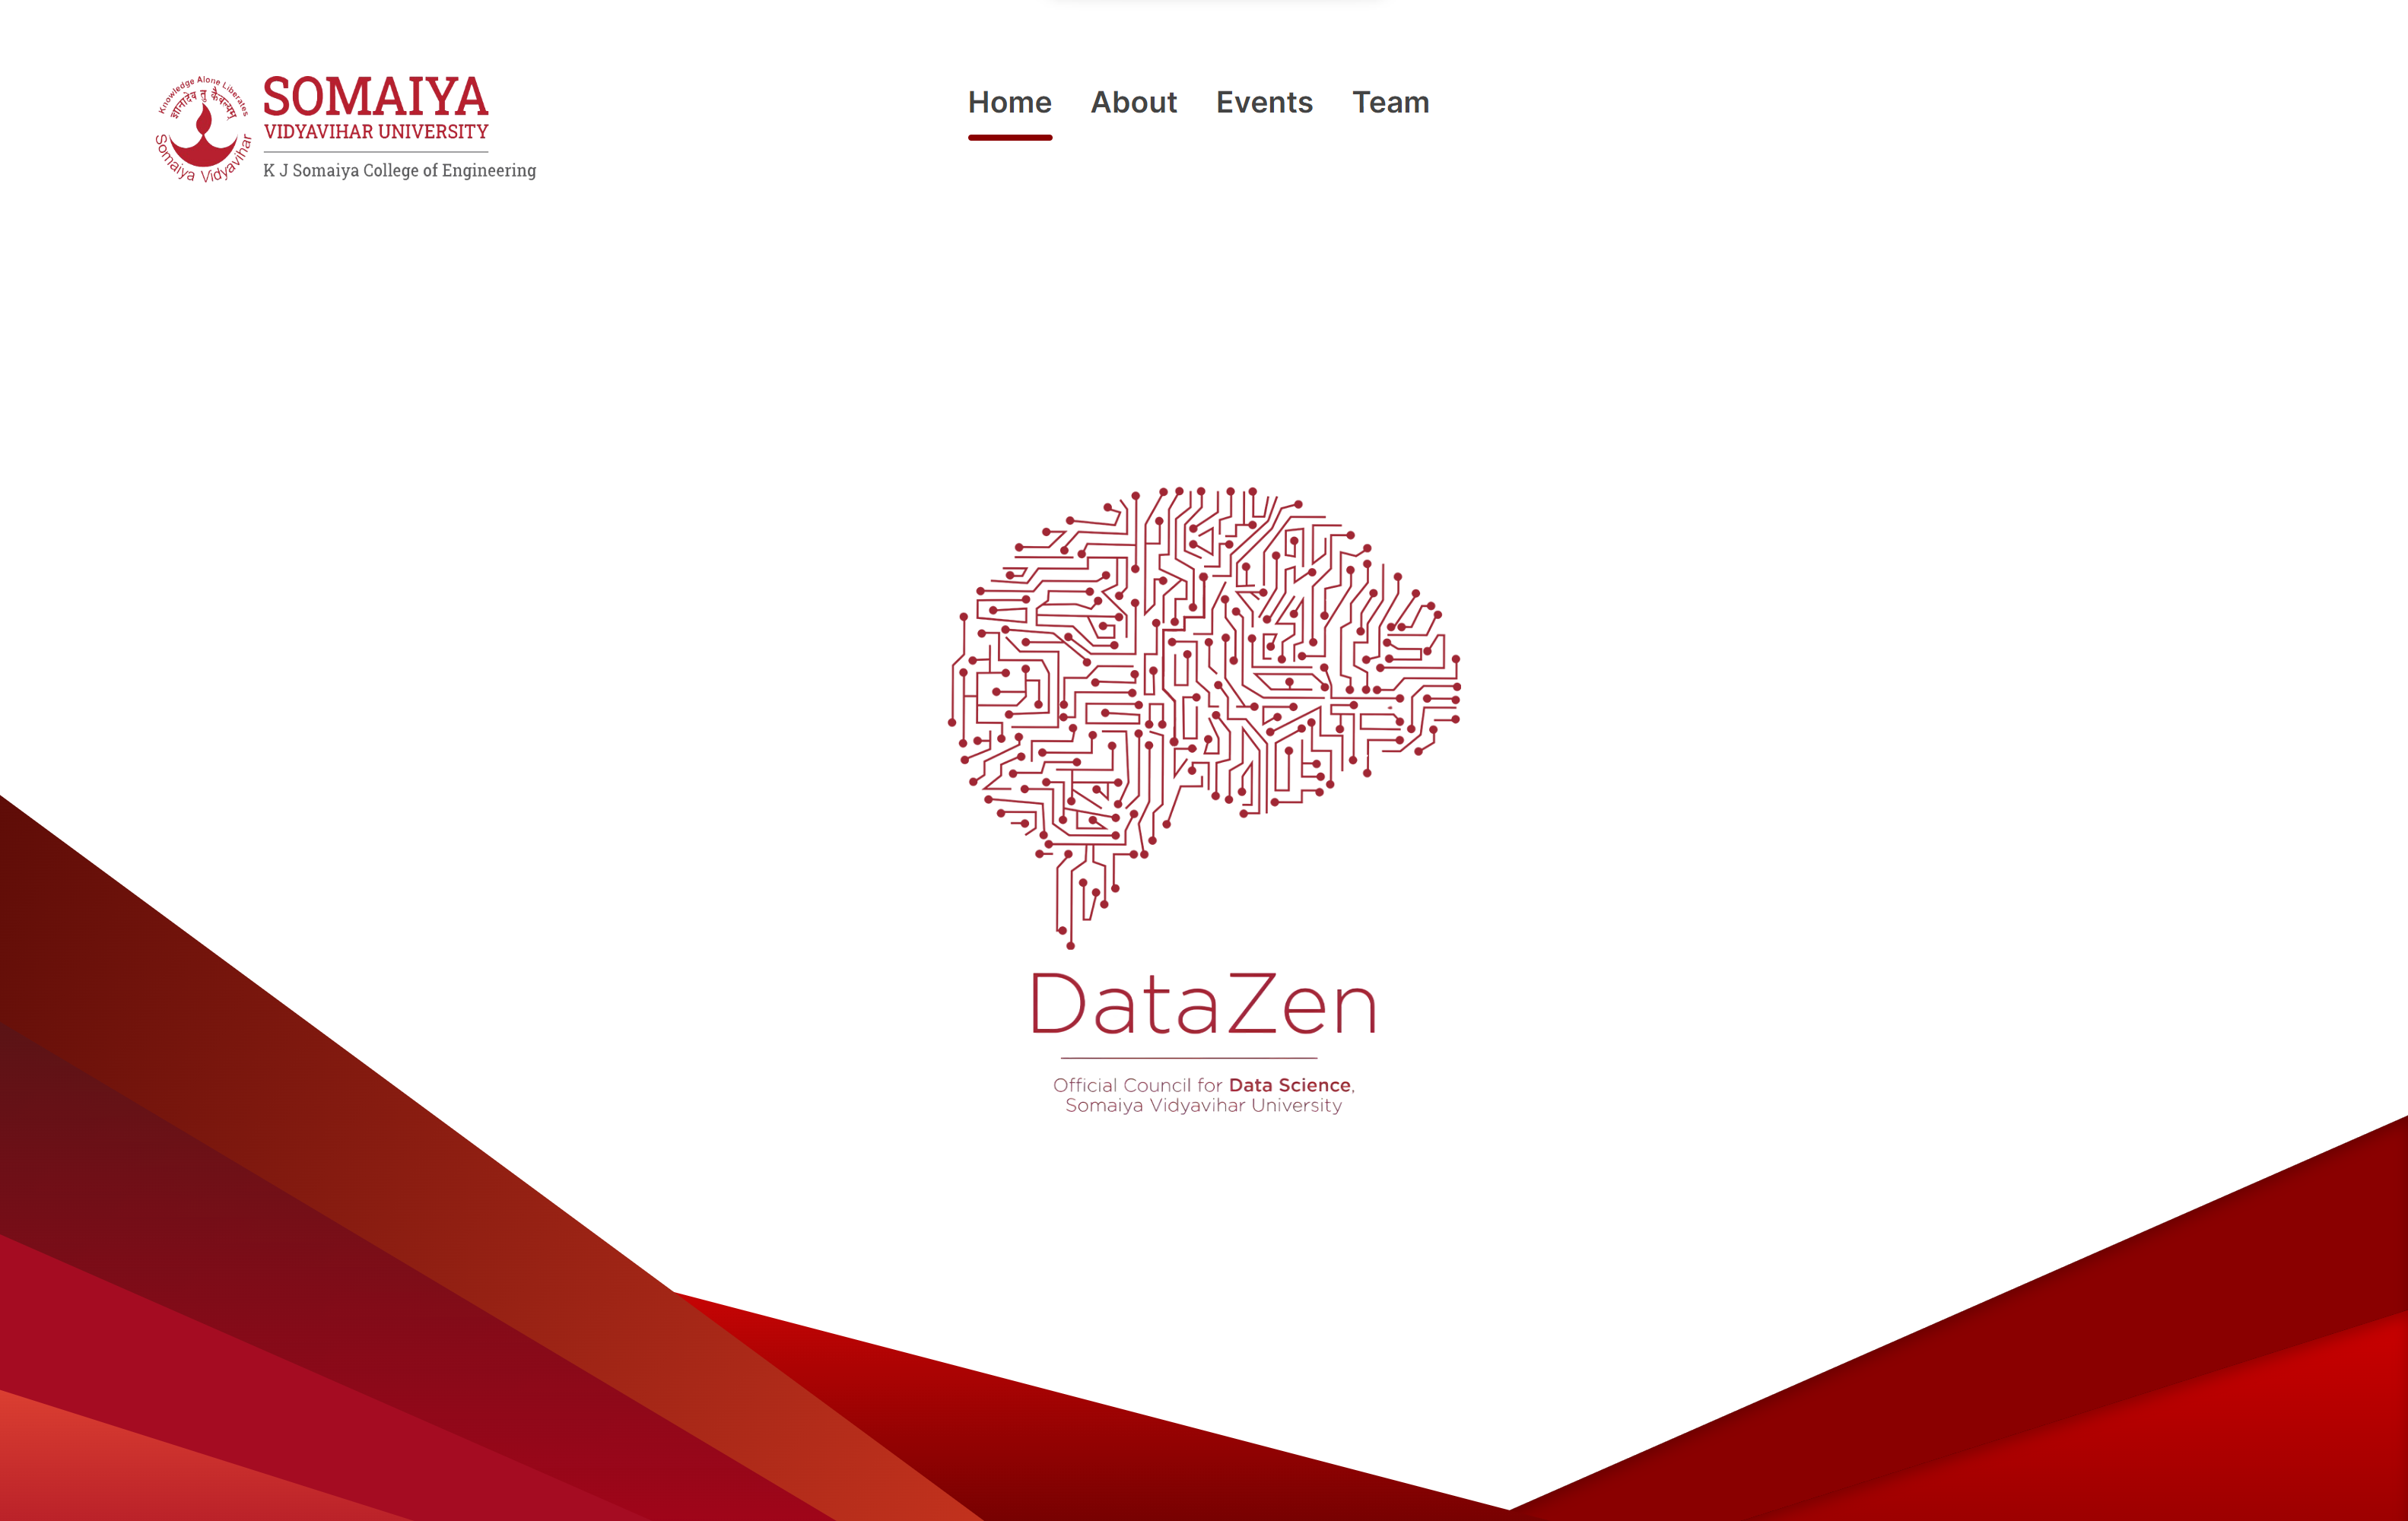 Knowledge Alone Liberates
ज्ञानादेव तु कैवल्यम्
Somaiya Vidyavihar
SOMAIYA
VIDYAVIHAR UNIVERSITY
K J Somaiya College of Engineering
Home About Events Team
DataZen
Official Council for Data Science,
Somaiya Vidyavihar University